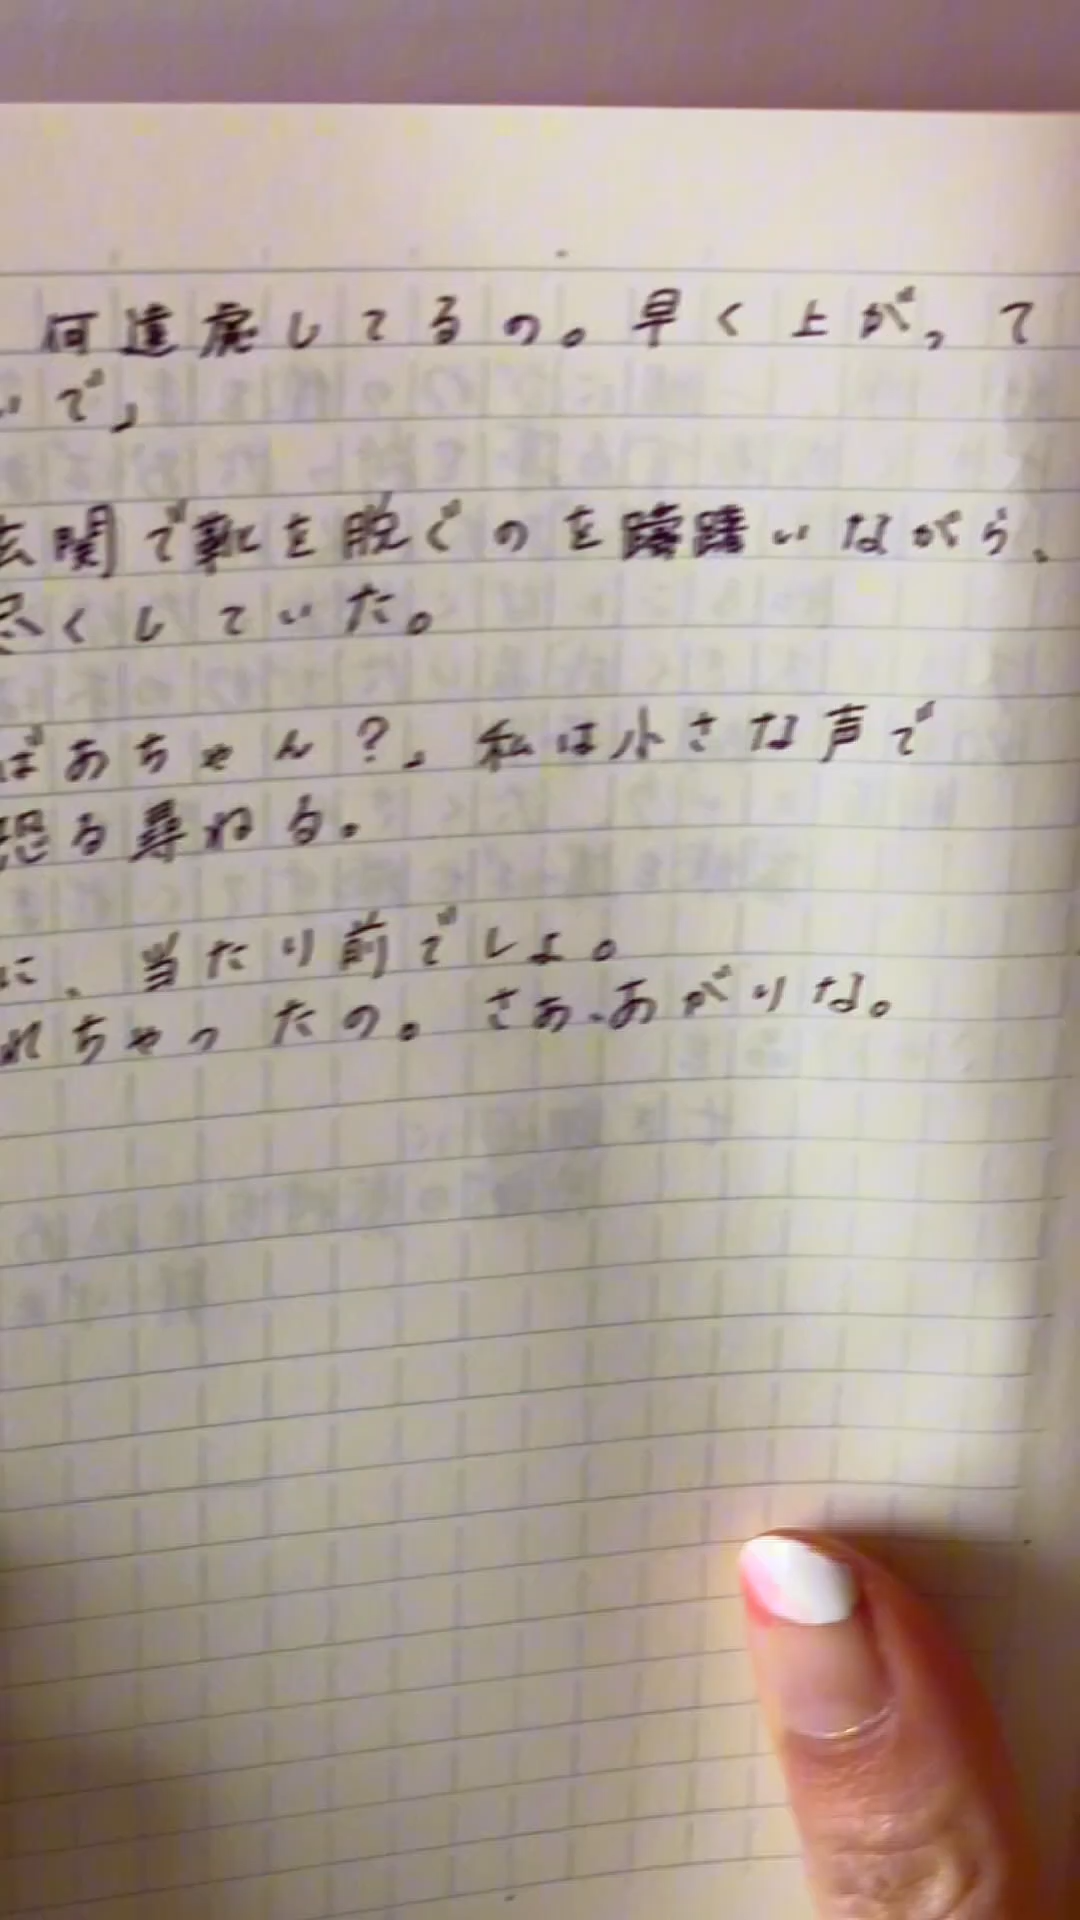 何遠慮してるの。早く上がって
いで」
玄関で靴を脱ぐのを躊躇いながら、
尽くしていた。
ばあちゃん?」私は小さな声で
恐る尋ねる。
に、当たり前でしょ。
れちゃったの。さあ、あがりな。